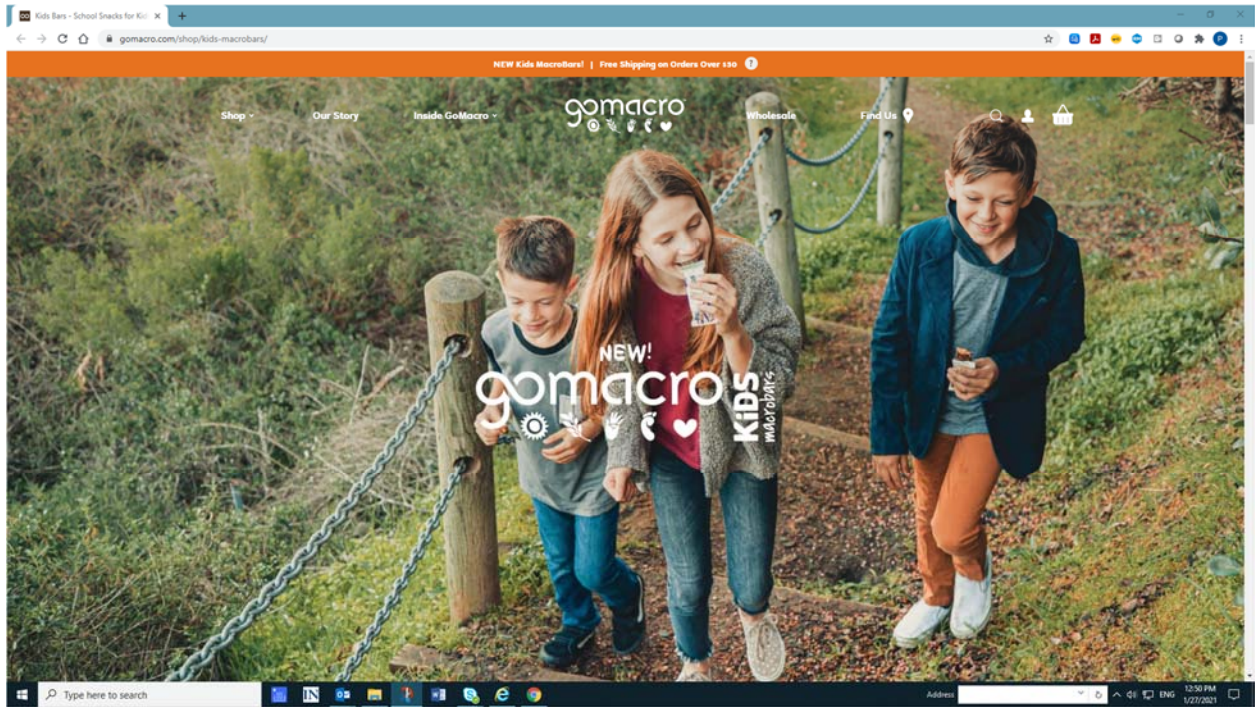 Kids Bars - School Snacks for Kid
gomacro.com/shop/kids-macrobars/
NEW Kids MacroBars! | Free Shipping on Orders Over $50 ?
Shop Our Story Inside GoMacro gomacro Wholesale Find Us
NEW!
gomacro KiDS macrobars
Type here to search
Address
ENG
12:50 PM
1/27/2021